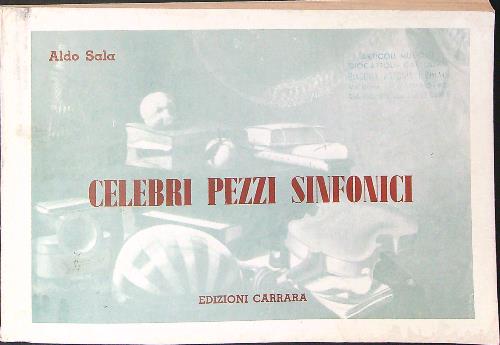 Aldo Sala
CELEBRI PEZZI SINFONICI
EDIZIONI CARRARA